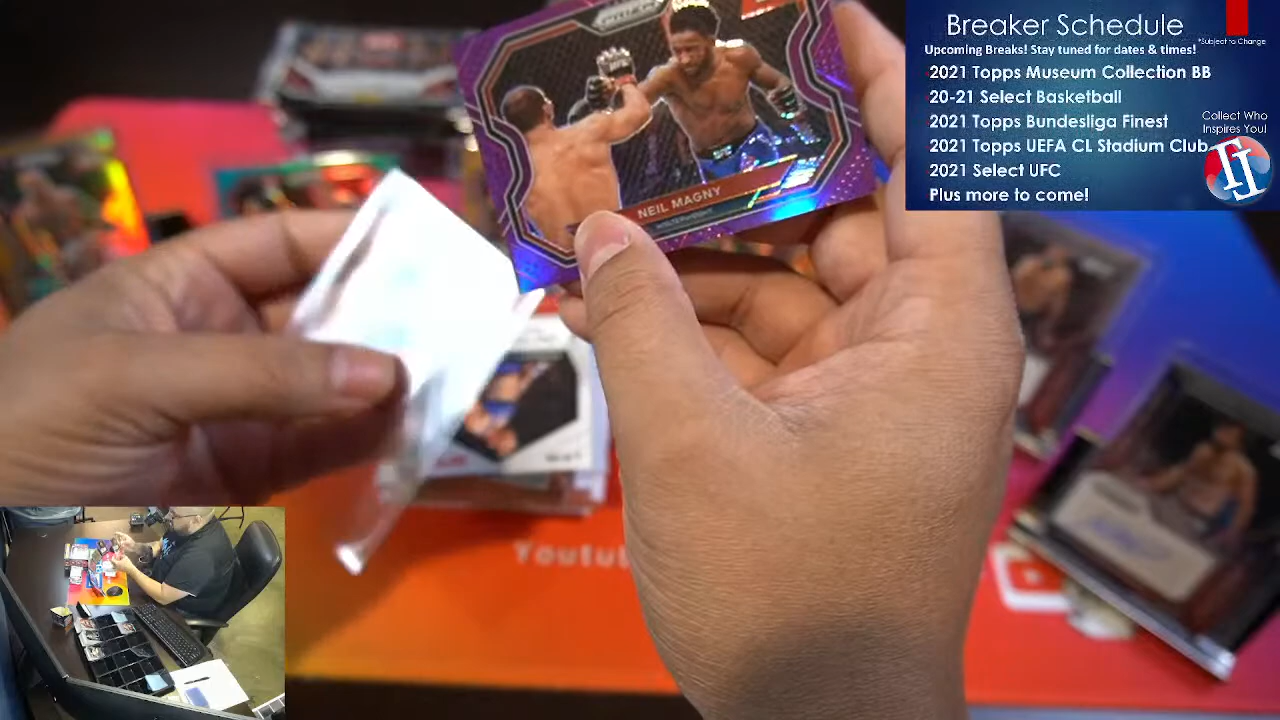 Breaker Schedule
*Subject to Change
Upcoming Breaks! Stay tuned for dates & times!
2021 Topps Museum Collection BB
20-21 Select Basketball
2021 Topps Bundesliga Finest
2021 Topps UEFA CL Stadium Club
2021 Select UFC
Plus more to come!
Collect Who
Inspires You!
PRIZM
NEIL MAGNY
Youtu